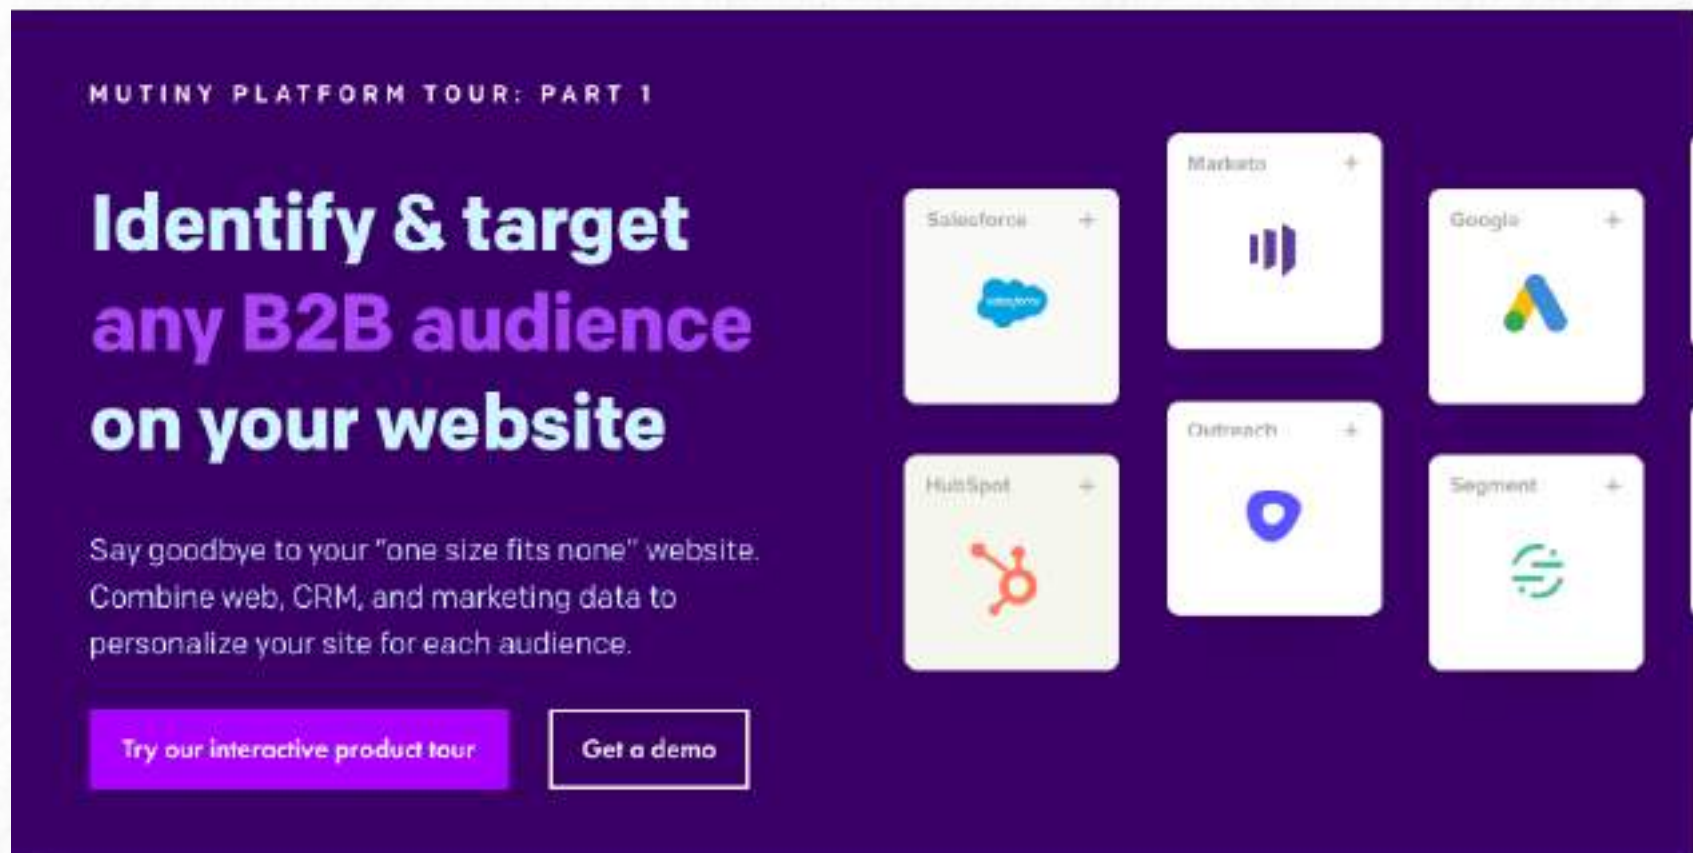 MUTINY PLATFORM TOUR: PART 1
Identify & target
any B2B audience
on your website
Say goodbye to your "one size fits none" website.
Combine web, CRM, and marketing data to
personalize your site for each audience.
Try our interactive product tour
Get a demo
Salesforce +
salesforce
Marketo +
Google +
HubSpot +
Outreach +
Segment +